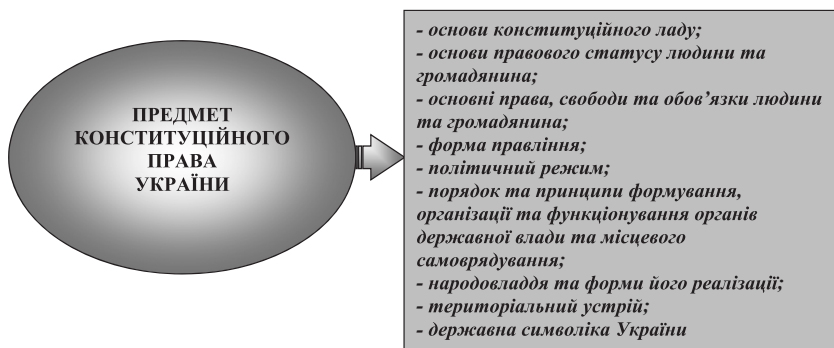 ПРЕДМЕТ
КОНСТИТУЦІЙНОГО
ПРАВА
УКРАЇНИ
- основи конституційного ладу;
- основи правового статусу людини та
громадянина;
- основні права, свободи та обов’язки людини
та громадянина;
- форма правління;
- політичний режим;
- порядок та принципи формування,
організації та функціонування органів
державної влади та місцевого
самоврядування;
- народовладдя та форми його реалізації;
- територіальний устрій;
- державна символіка України